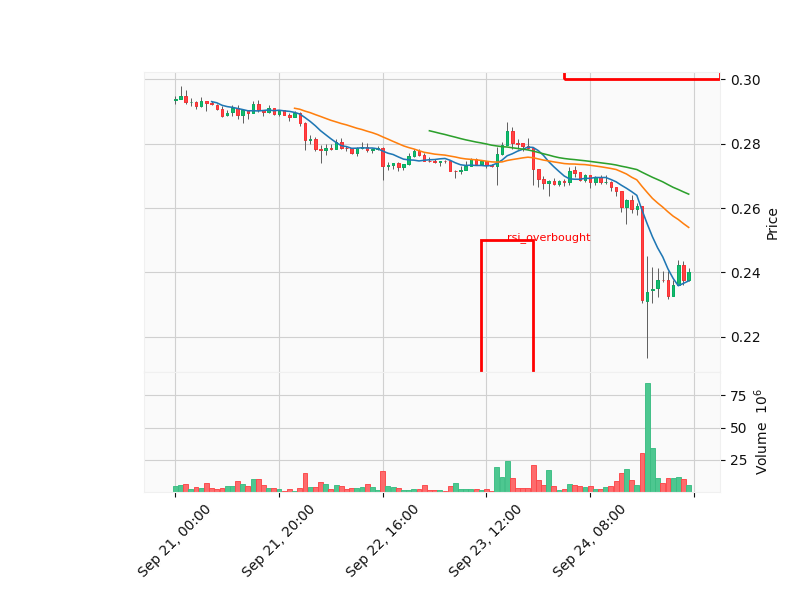 0.30
0.28
0.26
0.24
0.22
Price
rsi_overbought
75
50
25
Volume 10^6
Sep 21, 00:00
Sep 21, 20:00
Sep 22, 16:00
Sep 23, 12:00
Sep 24, 08:00